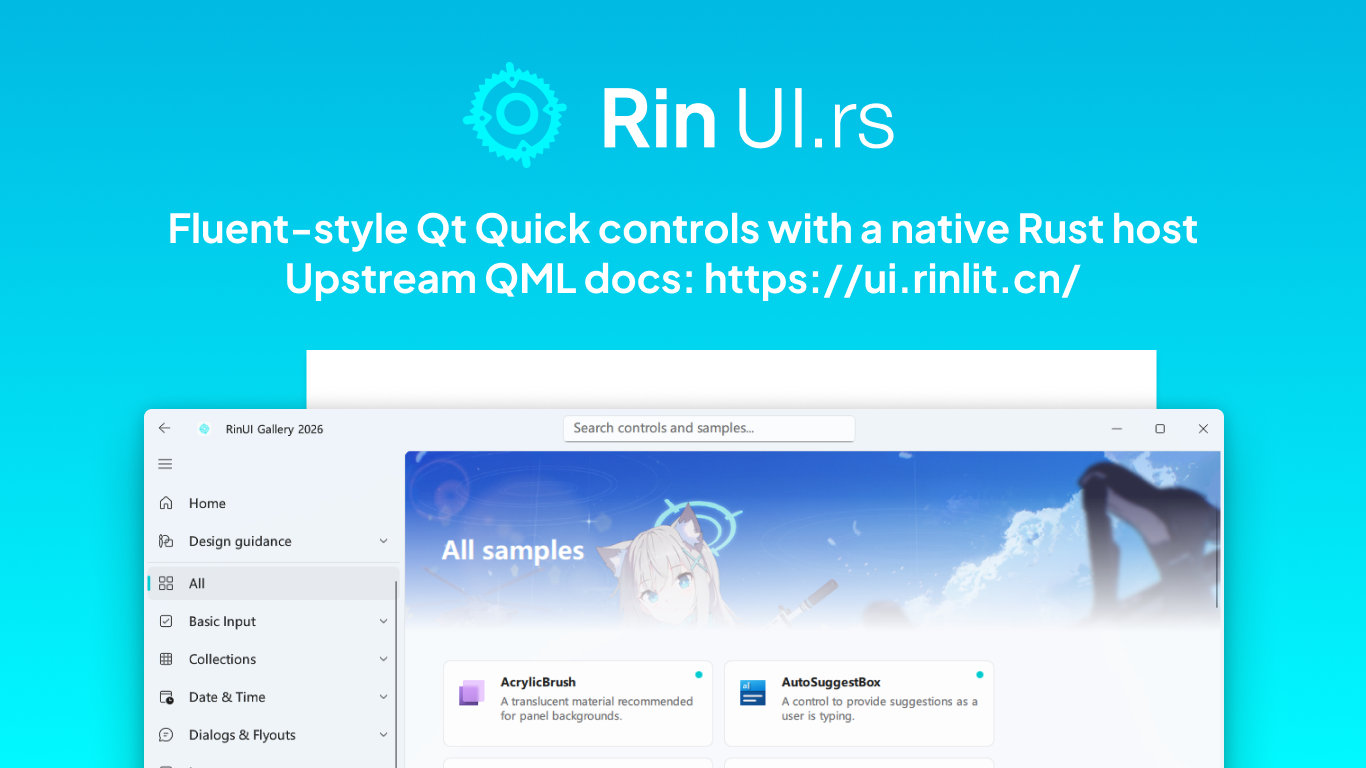 Rin UI.rs
Fluent-style Qt Quick controls with a native Rust host
Upstream QML docs: https://ui.rinlit.cn/
RinUI Gallery 2026
Search controls and samples...
Home
Design guidance
All
Basic Input
Collections
Date & Time
Dialogs & Flyouts
All samples
AcrylicBrush
A translucent material recommended
for panel backgrounds.
AutoSuggestBox
A control to provide suggestions as a
user is typing.